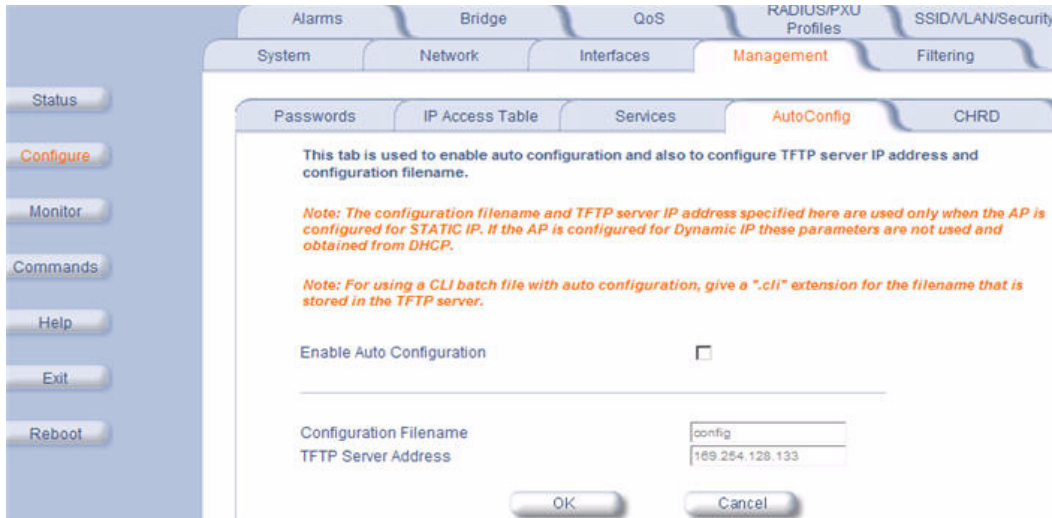 Alarms Bridge QoS RADIUS/PXU Profiles SSID/VLAN/Security
System Network Interfaces Management Filtering
Passwords IP Access Table Services AutoConfig CHRD
Status
Configure
Monitor
Commands
Help
Exit
Reboot
This tab is used to enable auto configuration and also to configure TFTP server IP address and
configuration filename.
Note: The configuration filename and TFTP server IP address specified here are used only when the AP is
configured for STATIC IP. If the AP is configured for Dynamic IP these parameters are not used and
obtained from DHCP.
Note: For using a CLI batch file with auto configuration, give a ".cli" extension for the filename that is
stored in the TFTP server.
Enable Auto Configuration
Configuration Filename config
TFTP Server Address 169.254.128.133
OK Cancel